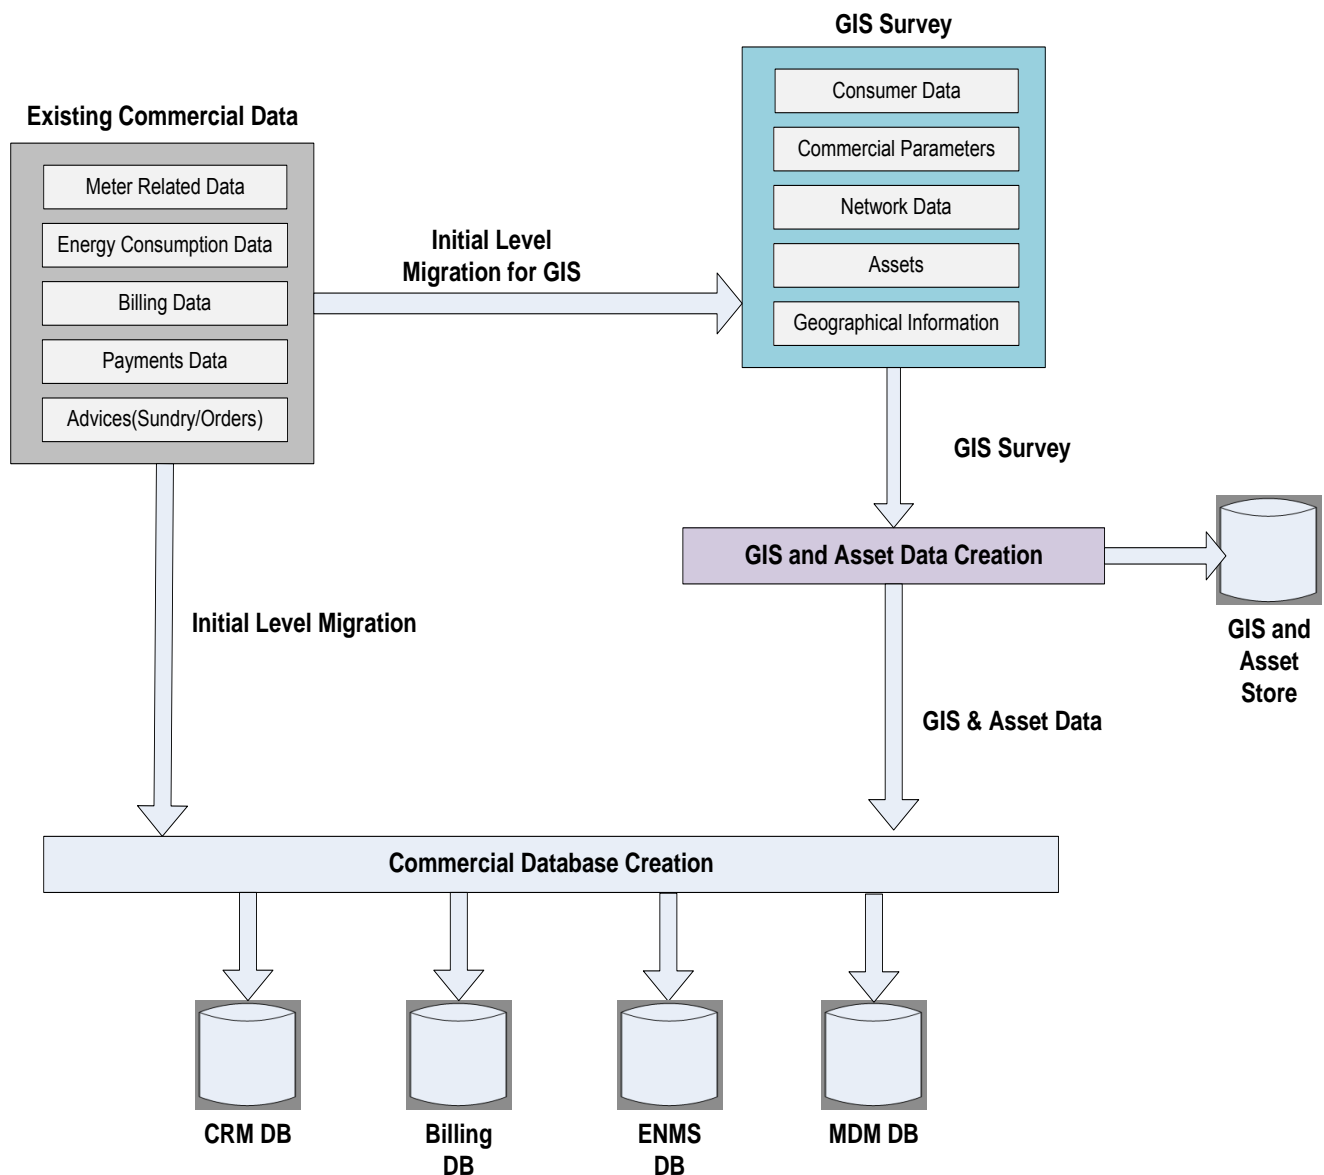 GIS Survey
Consumer Data
Commercial Parameters
Network Data
Assets
Geographical Information
Existing Commercial Data
Meter Related Data
Energy Consumption Data
Billing Data
Payments Data
Advices(Sundry/Orders)
Initial Level
Migration for GIS
GIS Survey
GIS and Asset Data Creation
GIS and
Asset
Store
Initial Level Migration
GIS & Asset Data
Commercial Database Creation
CRM DB
Billing
DB
ENMS
DB
MDM DB